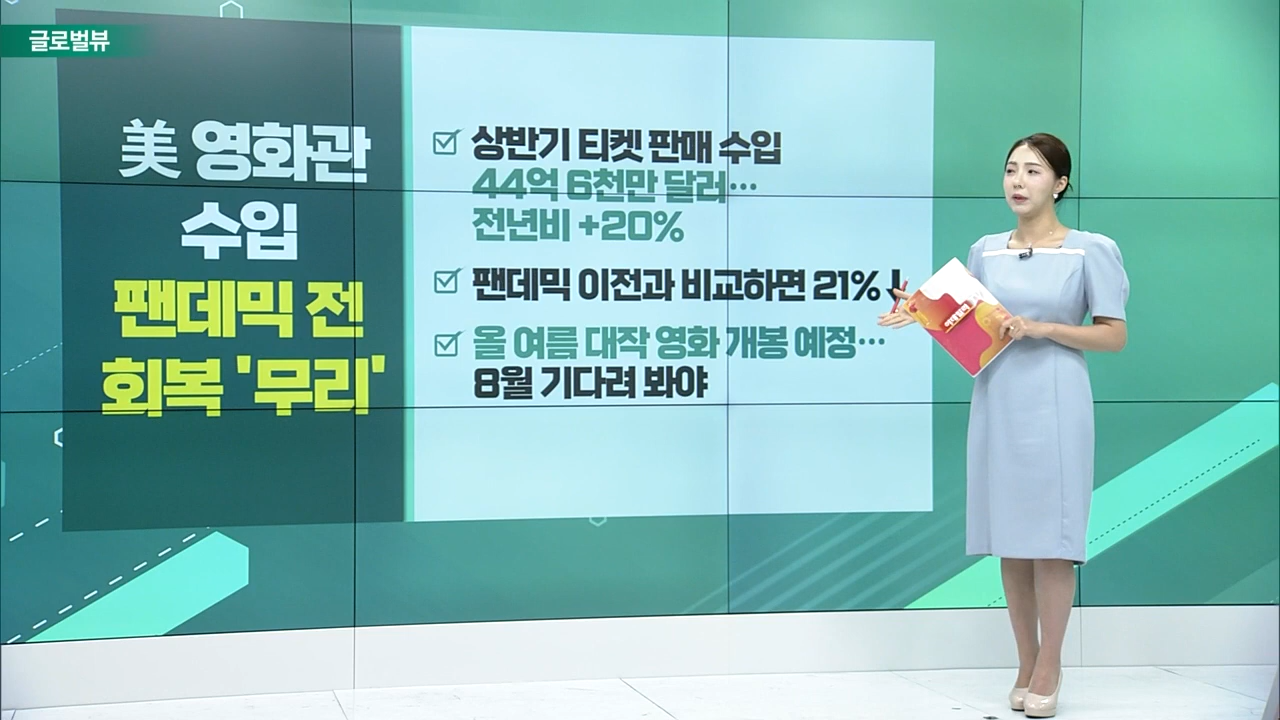 글로벌뷰
美 영화관
수입
팬데믹 전
회복 '무리'
상반기 티켓 판매 수입
44억 6천만 달러…
전년비 +20%
팬데믹 이전과 비교하면 21%↓
올 여름 대작 영화 개봉 예정…
8월 기다려 봐야